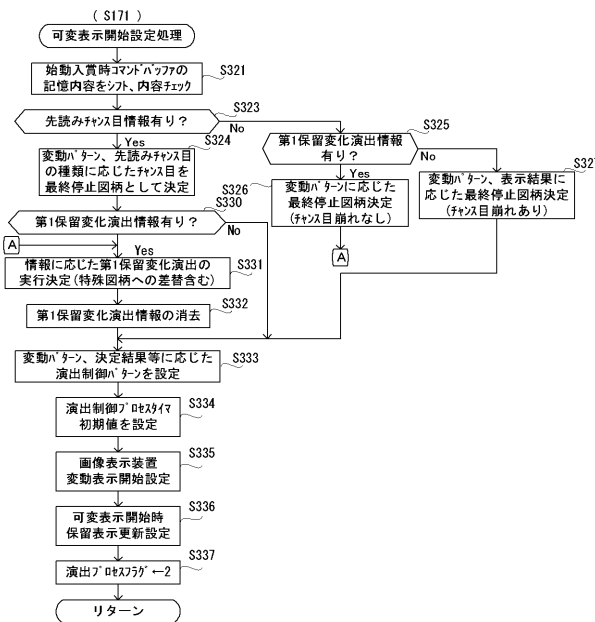 ( S171 )
可変表示開始設定処理
始動入賞時ｺﾏﾝﾄﾞﾊﾞｯﾌｧの
記憶内容をシフト、内容チェック
S321
先読みﾁｬﾝｽ目情報有り？
S323
No
Yes
S324
変動ﾊﾟﾀｰﾝ、先読みﾁｬﾝｽ目
の種類に応じたﾁｬﾝｽ目を
最終停止図柄として決定
第1保留変化演出情報
有り？
S325
No
Yes
S326
変動ﾊﾟﾀｰﾝに応じた
最終停止図柄決定
(ﾁｬﾝｽ目崩れなし)
A
S327
変動ﾊﾟﾀｰﾝ、表示結果に
応じた最終停止図柄決定
(ﾁｬﾝｽ目崩れあり)
S330
第1保留変化演出情報有り？
No
A
Yes
情報に応じた第1保留変化演出の
実行決定(特殊図柄への差替含む)
S331
第1保留変化演出情報の消去
S332
変動ﾊﾟﾀｰﾝ、決定結果等に応じた
演出制御ﾊﾟﾀｰﾝを設定
S333
演出制御ﾌﾟﾛｾｽﾀｲﾏ
初期値を設定
S334
画像表示装置
変動表示開始設定
S335
可変表示開始時
保留表示更新設定
S336
演出ﾌﾟﾛｾｽﾌﾗｸﾞ←2
S337
リターン